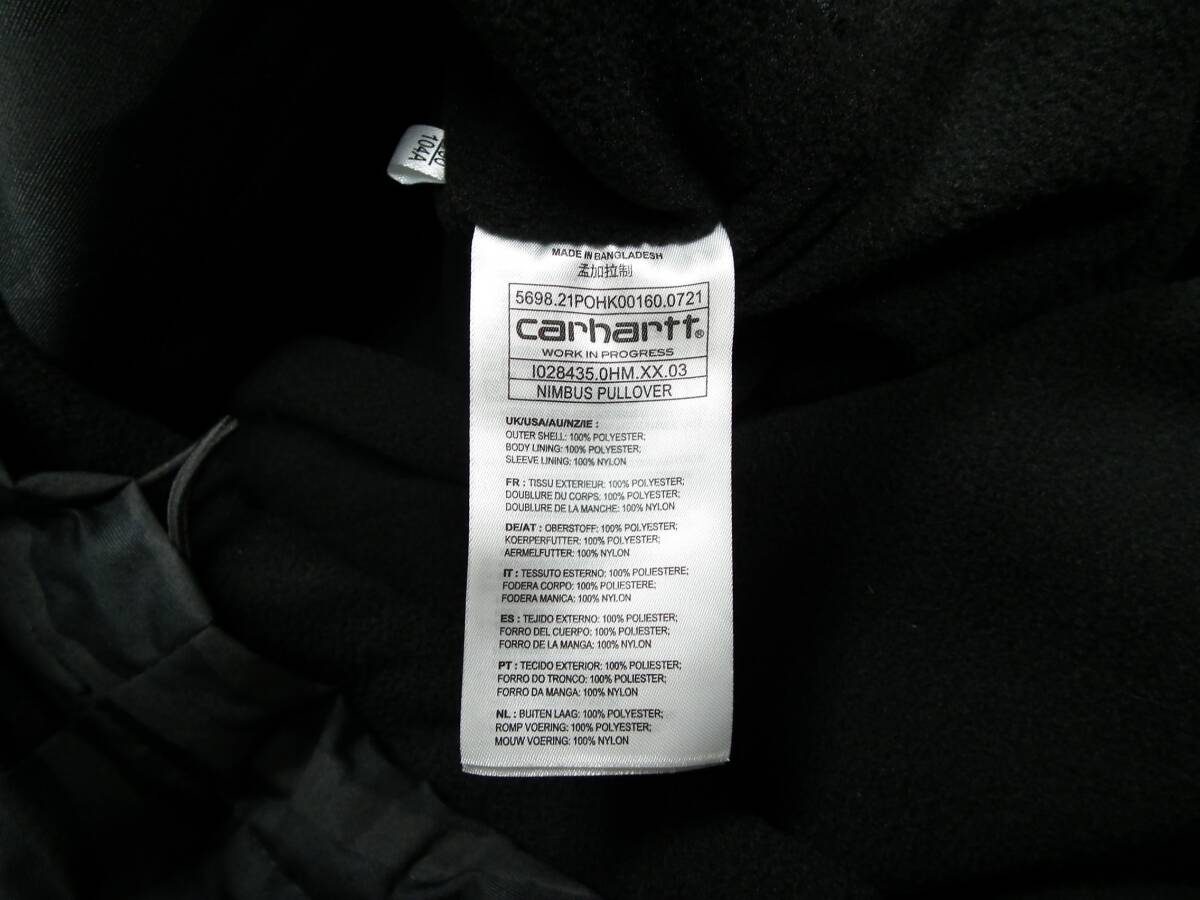 104A
MADE IN BANGLADESH
孟加拉制
5698.21POHK00160.0721
carhartt®
WORK IN PROGRESS
I028435.0HM.XX.03
NIMBUS PULLOVER
UK/USA/AU/NZ/IE :
OUTER SHELL: 100% POLYESTER;
BODY LINING: 100% POLYESTER;
SLEEVE LINING: 100% NYLON
FR : TISSU EXTERIEUR: 100% POLYESTER;
DOUBLURE DU CORPS: 100% POLYESTER;
DOUBLURE DE LA MANCHE: 100% NYLON
DE/AT : OBERSTOFF: 100% POLYESTER;
KOERPERFUTTER: 100% POLYESTER;
AERMELFUTTER: 100% NYLON
IT : TESSUTO ESTERNO: 100% POLIESTERE;
FODERA CORPO: 100% POLIESTERE;
FODERA MANICA: 100% NYLON
ES : TEJIDO EXTERNO: 100% POLIESTER;
FORRO DEL CUERPO: 100% POLIESTER;
FORRO DE LA MANGA: 100% NYLON
PT : TECIDO EXTERIOR: 100% POLIESTER;
FORRO DO TRONCO: 100% POLIESTER;
FORRO DA MANGA: 100% NYLON
NL : BUITEN LAAG: 100% POLYESTER;
ROMP VOERING: 100% POLYESTER;
MOUW VOERING: 100% NYLON